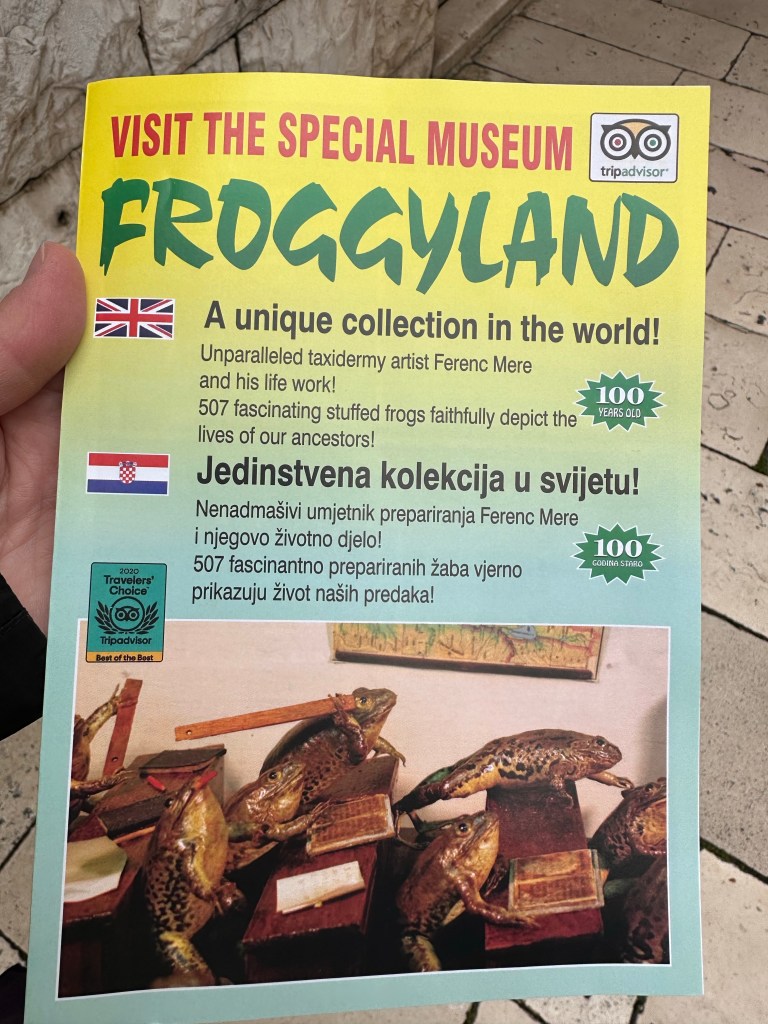 VISIT THE SPECIAL MUSEUM
tripadvisor®
FROGGYLAND
A unique collection in the world!
Unparalleled taxidermy artist Ferenc Mere
and his life work!
100
YEARS OLD
507 fascinating stuffed frogs faithfully depict the
lives of our ancestors!
Jedinstvena kolekcija u svijetu!
Nenadmašivi umjetnik prepariranja Ferenc Mere
i njegovo životno djelo!
100
GODINA STARO
507 fascinantno prepariranih žaba vjerno
prikazuju život naših predaka!
2020
Travelers'
Choice™
Tripadvisor
Best of the Best